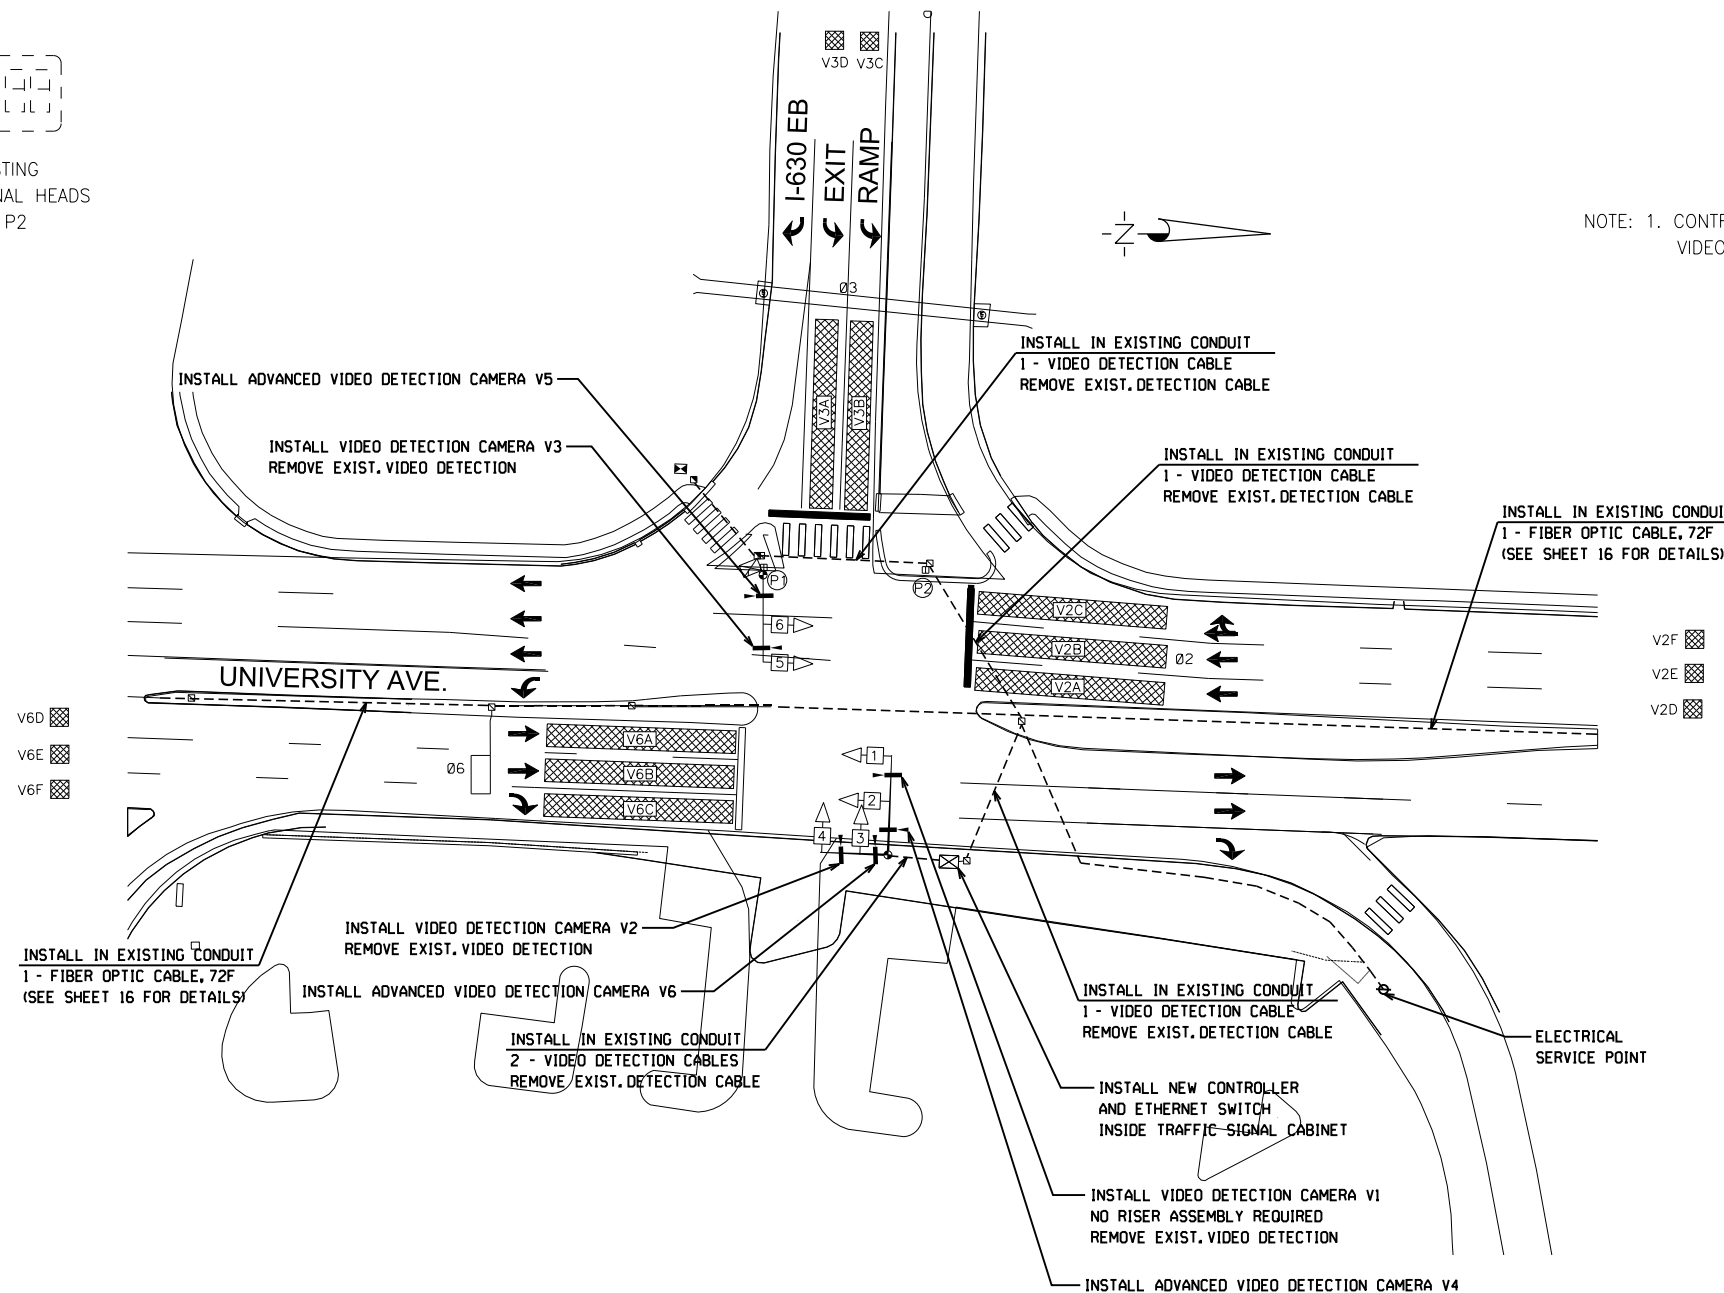 V3D V3C
STING
NAL HEADS
P2
I-630 EB
EXIT
RAMP
NOTE: 1. CONTR
VIDEO
Z
Ø3
INSTALL IN EXISTING CONDUIT
1 - VIDEO DETECTION CABLE
REMOVE EXIST. DETECTION CABLE
INSTALL ADVANCED VIDEO DETECTION CAMERA V5
V3A
V3B
INSTALL VIDEO DETECTION CAMERA V3
REMOVE EXIST. VIDEO DETECTION
INSTALL IN EXISTING CONDUIT
1 - VIDEO DETECTION CABLE
REMOVE EXIST. DETECTION CABLE
INSTALL IN EXISTING CONDUI
1 - FIBER OPTIC CABLE, 72F
(SEE SHEET 16 FOR DETAILS)
P1
P2
V2C
6
V2B
Ø2
5
V2A
V2F
V2E
V2D
UNIVERSITY AVE.
V6D
V6E
V6F
Ø6
V6A
V6B
V6C
1
2
4
3
INSTALL VIDEO DETECTION CAMERA V2
REMOVE EXIST. VIDEO DETECTION
INSTALL IN EXISTING CONDUIT
1 - FIBER OPTIC CABLE, 72F
(SEE SHEET 16 FOR DETAILS)
INSTALL ADVANCED VIDEO DETECTION CAMERA V6
INSTALL IN EXISTING CONDUIT
1 - VIDEO DETECTION CABLE
REMOVE EXIST. DETECTION CABLE
INSTALL IN EXISTING CONDUIT
2 - VIDEO DETECTION CABLES
REMOVE EXIST. DETECTION CABLE
ELECTRICAL
SERVICE POINT
INSTALL NEW CONTROLLER
AND ETHERNET SWITCH
INSIDE TRAFFIC SIGNAL CABINET
INSTALL VIDEO DETECTION CAMERA V1
NO RISER ASSEMBLY REQUIRED
REMOVE EXIST. VIDEO DETECTION
INSTALL ADVANCED VIDEO DETECTION CAMERA V4